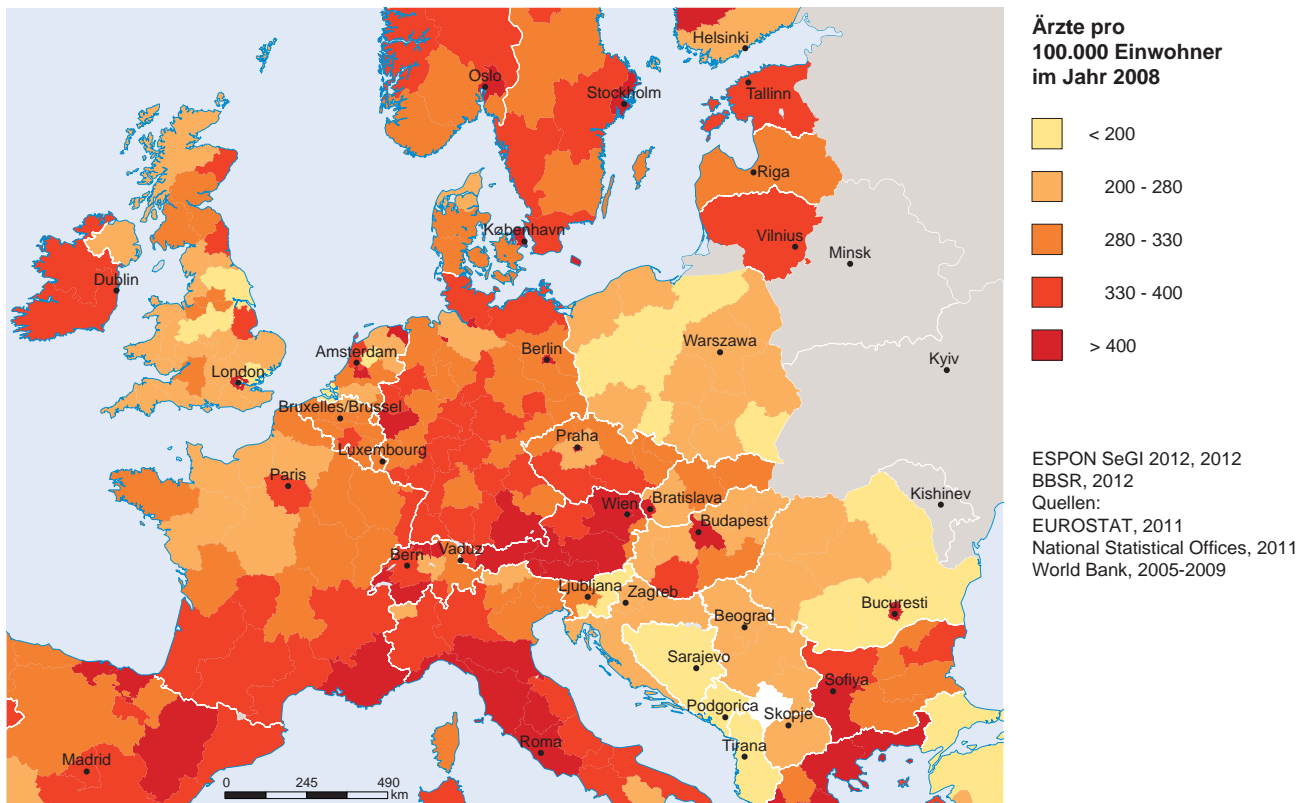 Ärzte pro
100.000 Einwohner
im Jahr 2008
< 200
200 - 280
280 - 330
330 - 400
> 400
ESPON SeGI 2012, 2012
BBSR, 2012
Quellen:
EUROSTAT, 2011
National Statistical Offices, 2011
World Bank, 2005-2009
Helsinki
Oslo
Stockholm
Tallinn
Riga
København
Vilnius
Minsk
Dublin
Warszawa
Amsterdam
Berlin
Kyiv
London
Bruxelles/Brussel
Praha
Luxembourg
Paris
Kishinev
Wien
Bratislava
Budapest
Bern
Vaduz
Ljubljana
Zagreb
Bucuresti
Beograd
Sarajevo
Sofiya
Podgorica
Skopje
Roma
Tirana
Madrid
0 245 490
km